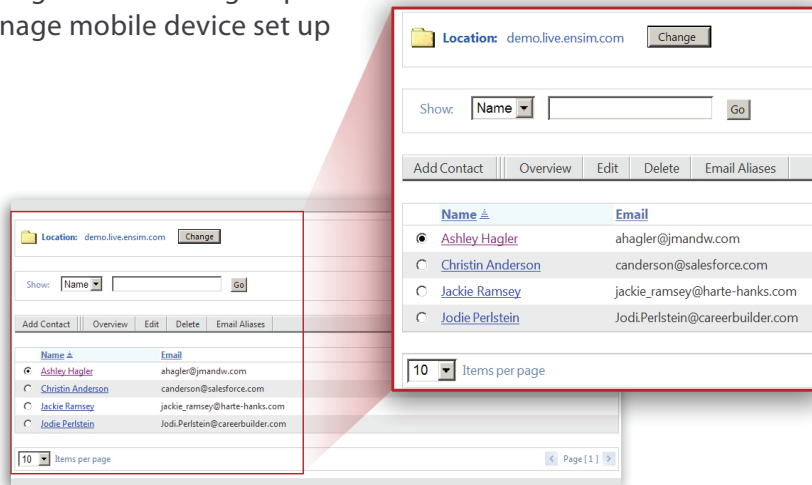 nage mobile device set up
Location: demo.live.ensim.com Change
Show: Name Go
Add Contact Overview Edit Delete Email Aliases
Name Email
Ashley Hagler ahagler@jmandw.com
Christin Anderson canderson@salesforce.com
Jackie Ramsey jackie_ramsey@harte-hanks.com
Jodie Perlstein Jodi.Perlstein@careerbuilder.com
10 Items per page
Location: demo.live.ensim.com Change
Show: Name Go
Add Contact Overview Edit Delete Email Aliases
Name Email
Ashley Hagler ahagler@jmandw.com
Christin Anderson canderson@salesforce.com
Jackie Ramsey jackie_ramsey@harte-hanks.com
Jodie Perlstein Jodi.Perlstein@careerbuilder.com
10 Items per page Page [ 1 ]